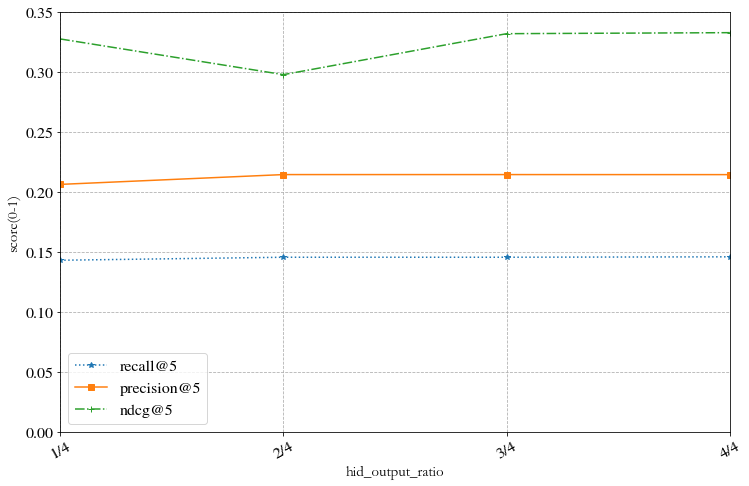 0.35
0.30
0.25
0.20
0.15
0.10
0.05
0.00
score(0-1)
recall@5
precision@5
ndcg@5
1/4
2/4
3/4
4/4
hid_output_ratio